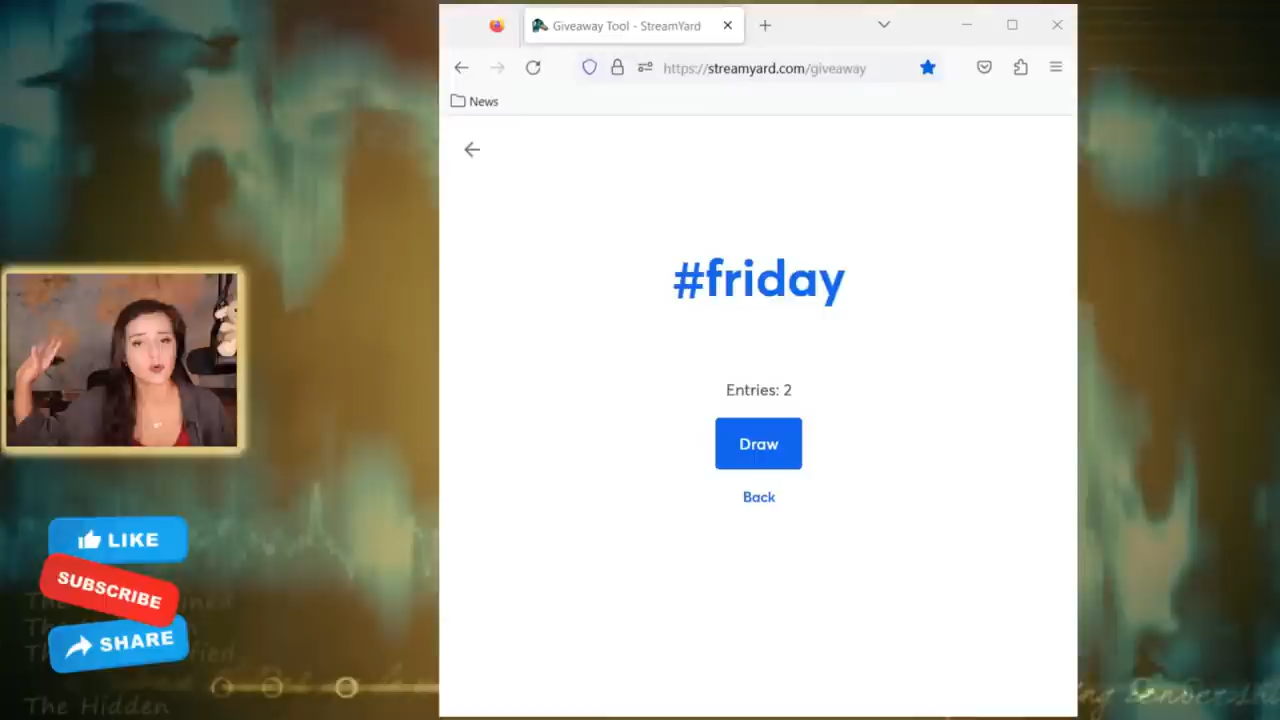 Giveaway Tool - StreamYard
https://streamyard.com/giveaway
News
#friday
Entries: 2
Draw
Back
LIKE
SUBSCRIBE
SHARE
The Hidden